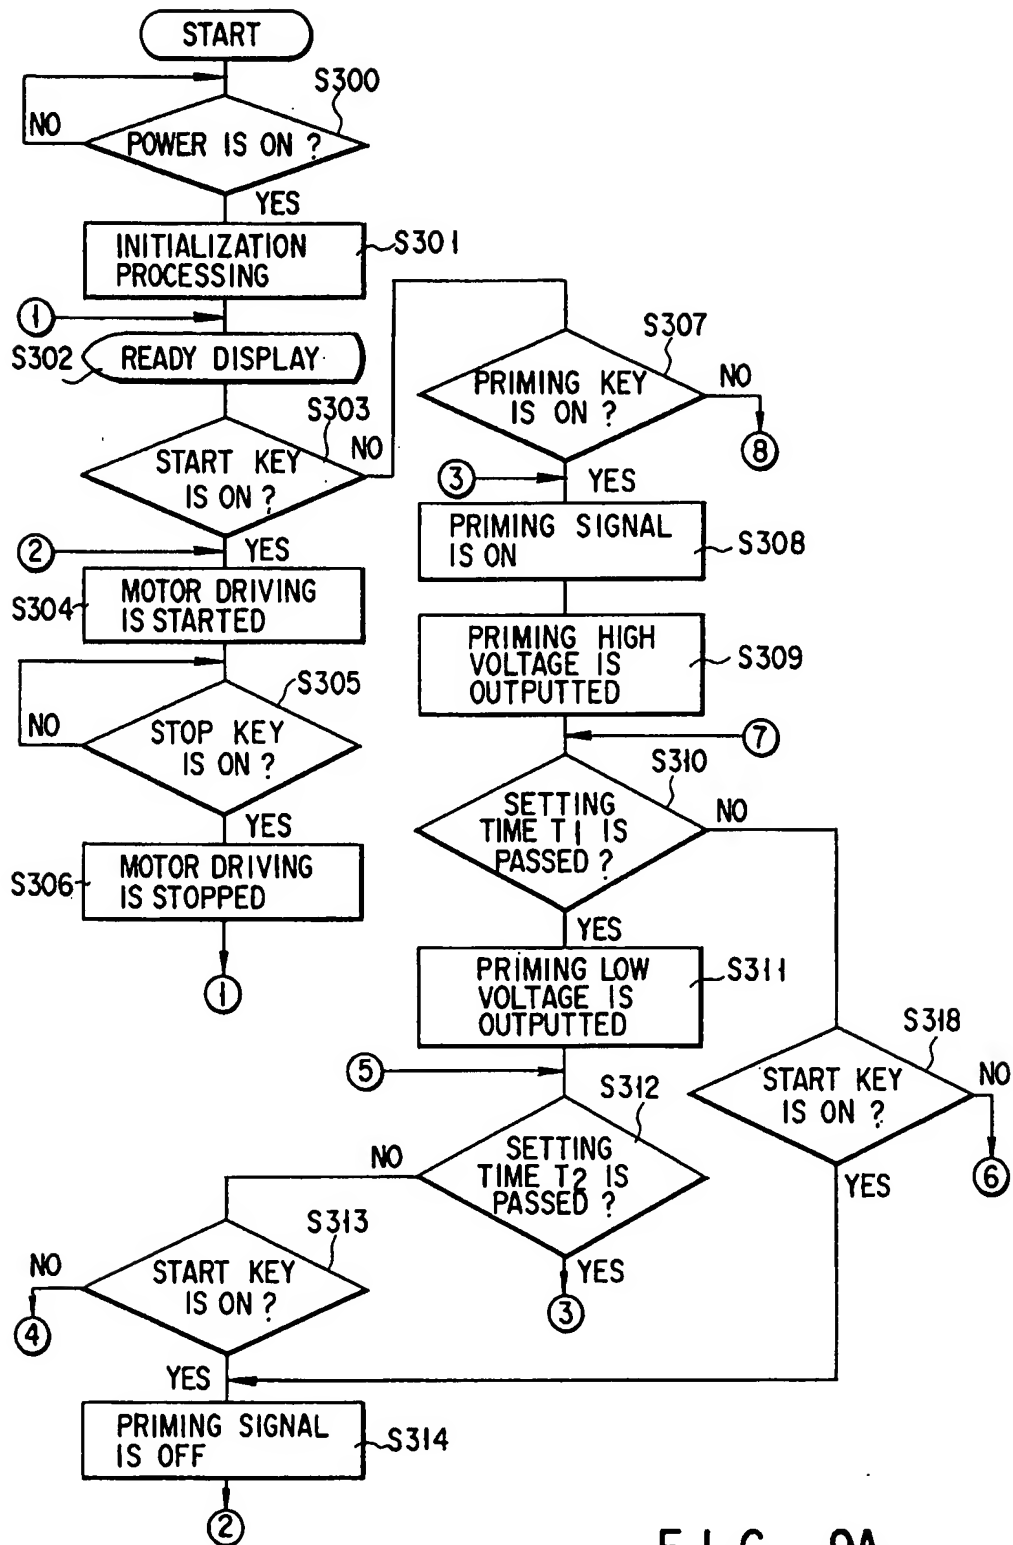 START
S300
NO
POWER IS ON ?
YES
INITIALIZATION
PROCESSING
S301
1
S302
READY DISPLAY
S303
START KEY
IS ON ?
NO
2
YES
S304
MOTOR DRIVING
IS STARTED
S305
NO
STOP KEY
IS ON ?
YES
S306
MOTOR DRIVING
IS STOPPED
1
S307
PRIMING KEY
IS ON ?
NO
8
3
YES
PRIMING SIGNAL
IS ON
S308
PRIMING HIGH
VOLTAGE IS
OUTPUTTED
S309
7
S310
SETTING
TIME T1 IS
PASSED ?
NO
YES
PRIMING LOW
VOLTAGE IS
OUTPUTTED
S311
5
S312
SETTING
TIME T2 IS
PASSED ?
NO
YES
3
S318
START KEY
IS ON ?
NO
6
YES
S313
START KEY
IS ON ?
NO
4
YES
PRIMING SIGNAL
IS OFF
S314
2
FIG. 9A